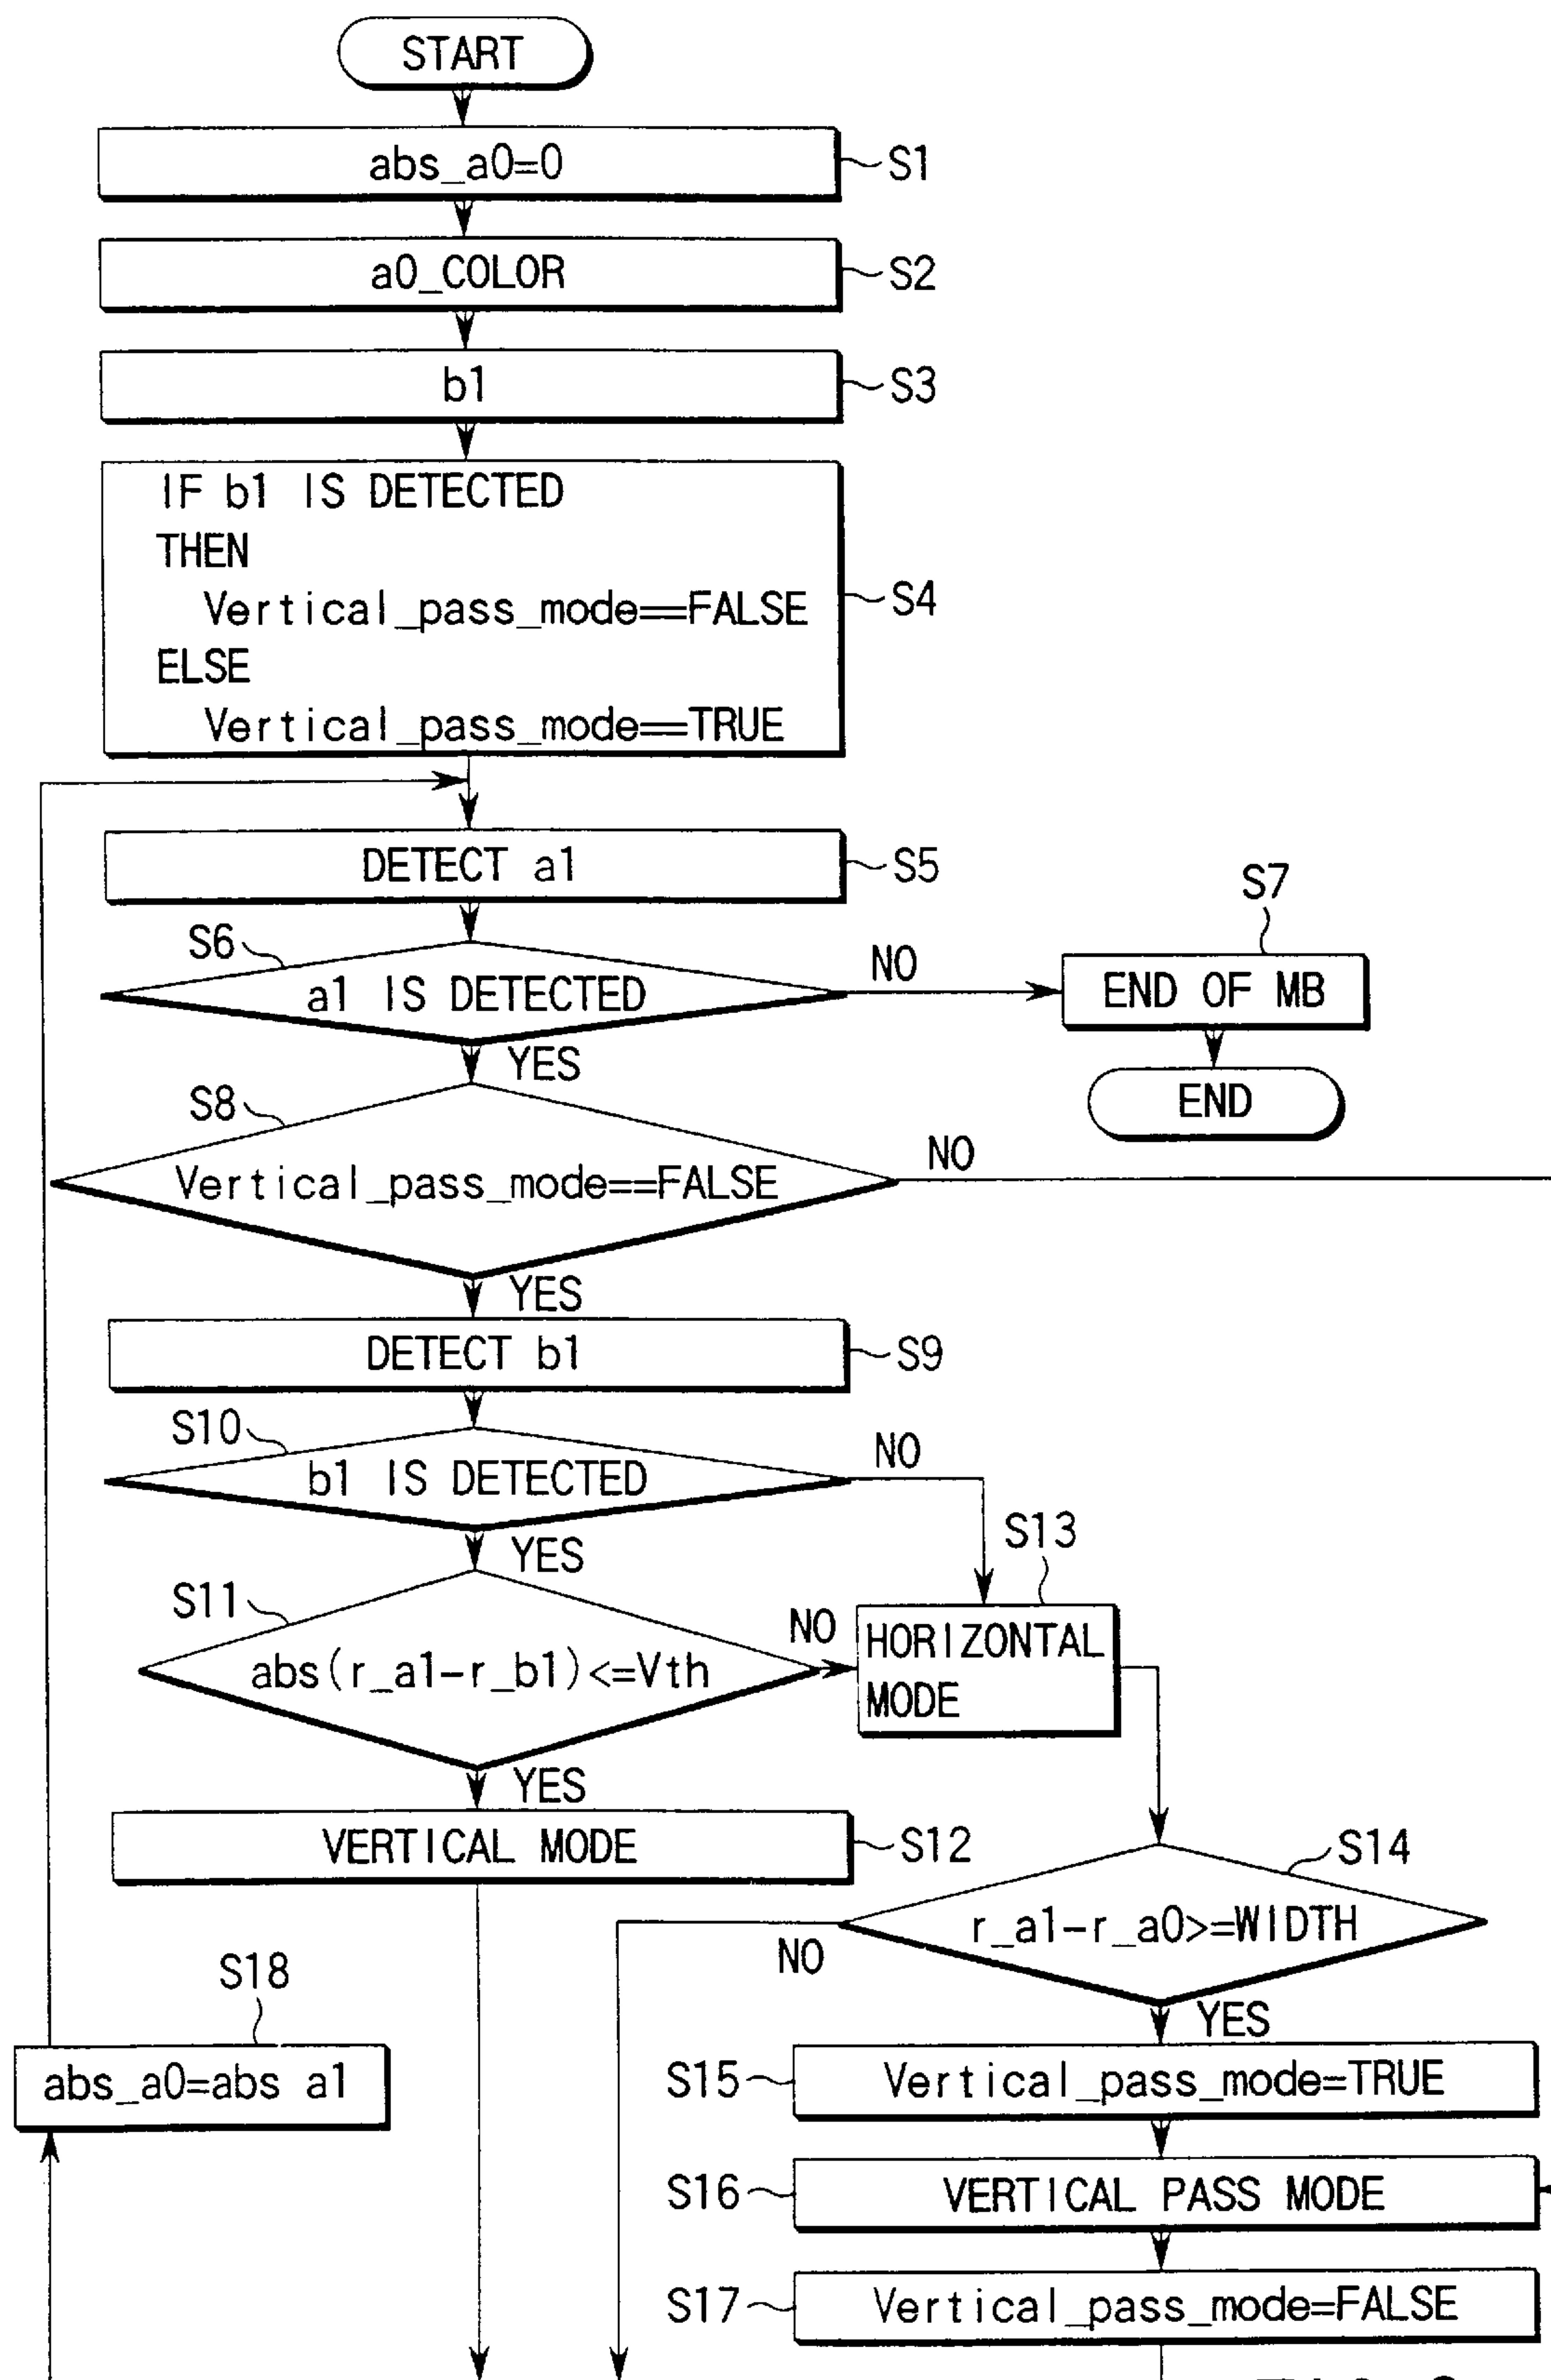 START
abs_a0=0
S1
a0_COLOR
S2
b1
S3
IF b1 IS DETECTED
THEN
Vertical_pass_mode==FALSE
ELSE
Vertical_pass_mode==TRUE
S4
DETECT a1
S5
S6
a1 IS DETECTED
NO
YES
S7
END OF MB
END
S8
Vertical_pass_mode==FALSE
NO
YES
DETECT b1
S9
S10
b1 IS DETECTED
NO
YES
S11
abs(r_a1-r_b1)<=Vth
NO
YES
S13
HORIZONTAL
MODE
VERTICAL MODE
S12
S14
r_a1-r_a0>=WIDTH
NO
YES
S18
abs_a0=abs a1
S15
Vertical_pass_mode=TRUE
S16
VERTICAL PASS MODE
S17
Vertical_pass_mode=FALSE